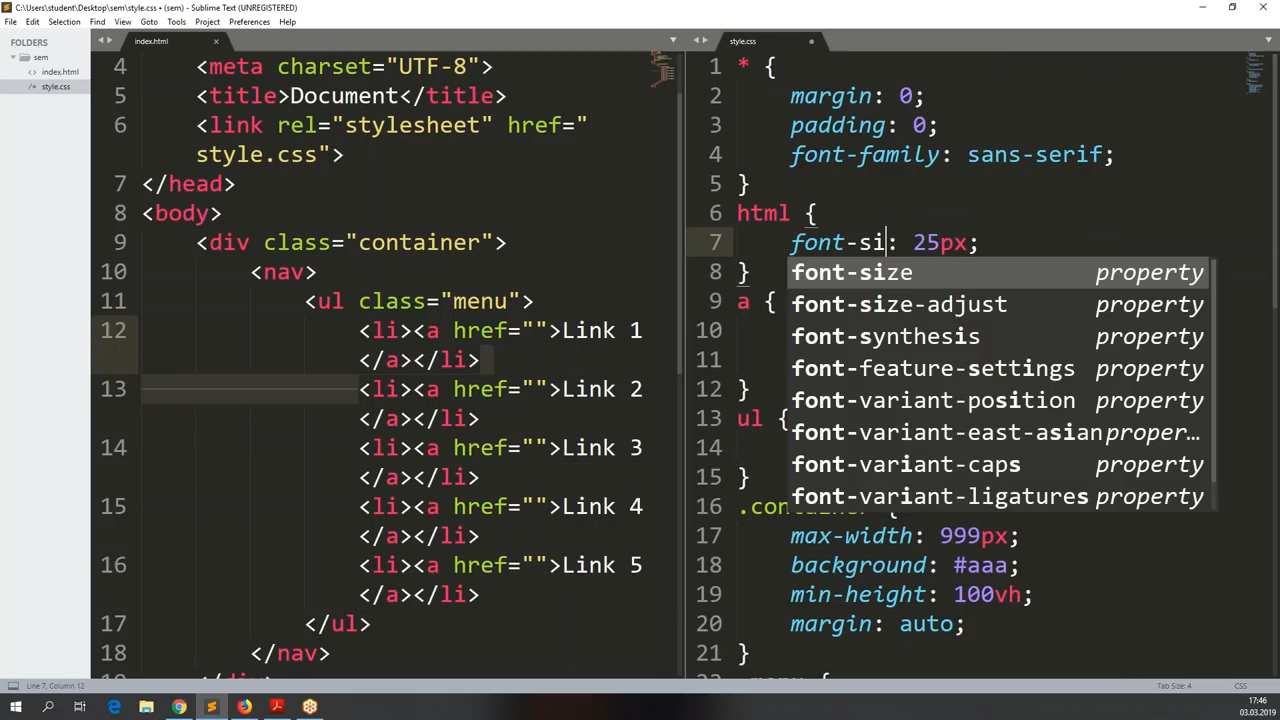 C:\Users\student\Desktop\sem\style.css • (sem) - Sublime Text (UNREGISTERED)
File Edit Selection Find View Goto Tools Project Preferences Help
FOLDERS
sem
index.html
style.css
index.html
4 <meta charset="UTF-8">
5 <title>Document</title>
6 <link rel="stylesheet" href="
style.css">
7 </head>
8 <body>
9 <div class="container">
10 <nav>
11 <ul class="menu">
12 <li><a href="">Link 1
</a></li>
13 <li><a href="">Link 2
</a></li>
14 <li><a href="">Link 3
</a></li>
15 <li><a href="">Link 4
</a></li>
16 <li><a href="">Link 5
</a></li>
17 </ul>
18 </nav>
style.css
1 * {
2 margin: 0;
3 padding: 0;
4 font-family: sans-serif;
5 }
6 html {
7 font-si: 25px;
8 }
9 a {
10
11
12 }
13 ul {
14
15 }
16 .container {
17 max-width: 999px;
18 background: #aaa;
19 min-height: 100vh;
20 margin: auto;
21 }
font-size property
font-size-adjust property
font-synthesis property
font-feature-settings property
font-variant-position property
font-variant-east-asian proper…
font-variant-caps property
font-variant-ligatures property
Line 7, Column 12
Tab Size: 4
CSS
17:46
03.03.2019